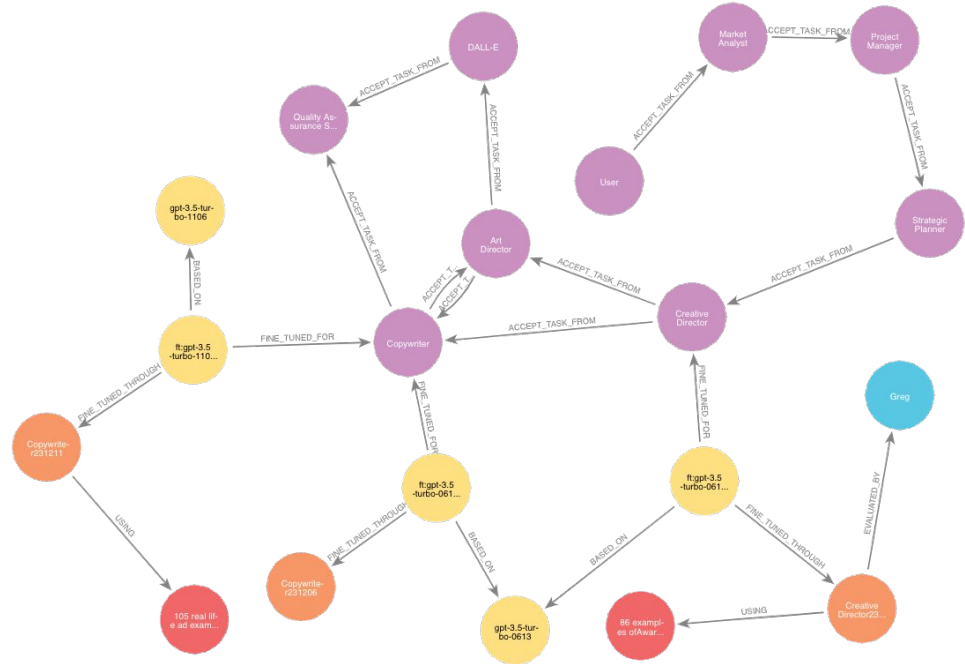 DALL-E
Market
Analyst
ACCEPT_TASK_FROM
Project
Manager
ACCEPT_TASK_FROM
Quality As-
surance S...
ACCEPT_TASK_FROM
ACCEPT_TASK_FROM
ACCEPT_TASK_FROM
User
gpt-3.5-tur-
bo-1106
ACCEPT_TASK_FROM
Art
Director
Strategic
Planner
BASED_ON
ACCEPT_T...
ACCEPT_T...
ACCEPT_TASK_FROM
ACCEPT_TASK_FROM
Creative
Director
ft:gpt-3.5
-turbo-110...
FINE_TUNED_FOR
Copywriter
ACCEPT_TASK_FROM
FINE_TUNED_THROUGH
FINE_TUNED_FOR
FINE_TUNED_FOR
Greg
Copywrite-
r231211
ft:gpt-3.5
-turbo-061...
ft:gpt-3.5
-turbo-061...
EVALUATED_BY
USING
FINE_TUNED_THROUGH
BASED_ON
BASED_ON
FINE_TUNED_THROUGH
Copywrite-
r231206
105 real lif-
e ad exam...
gpt-3.5-tur-
bo-0613
86 exampl-
es ofAwar...
USING
Creative
Director23...